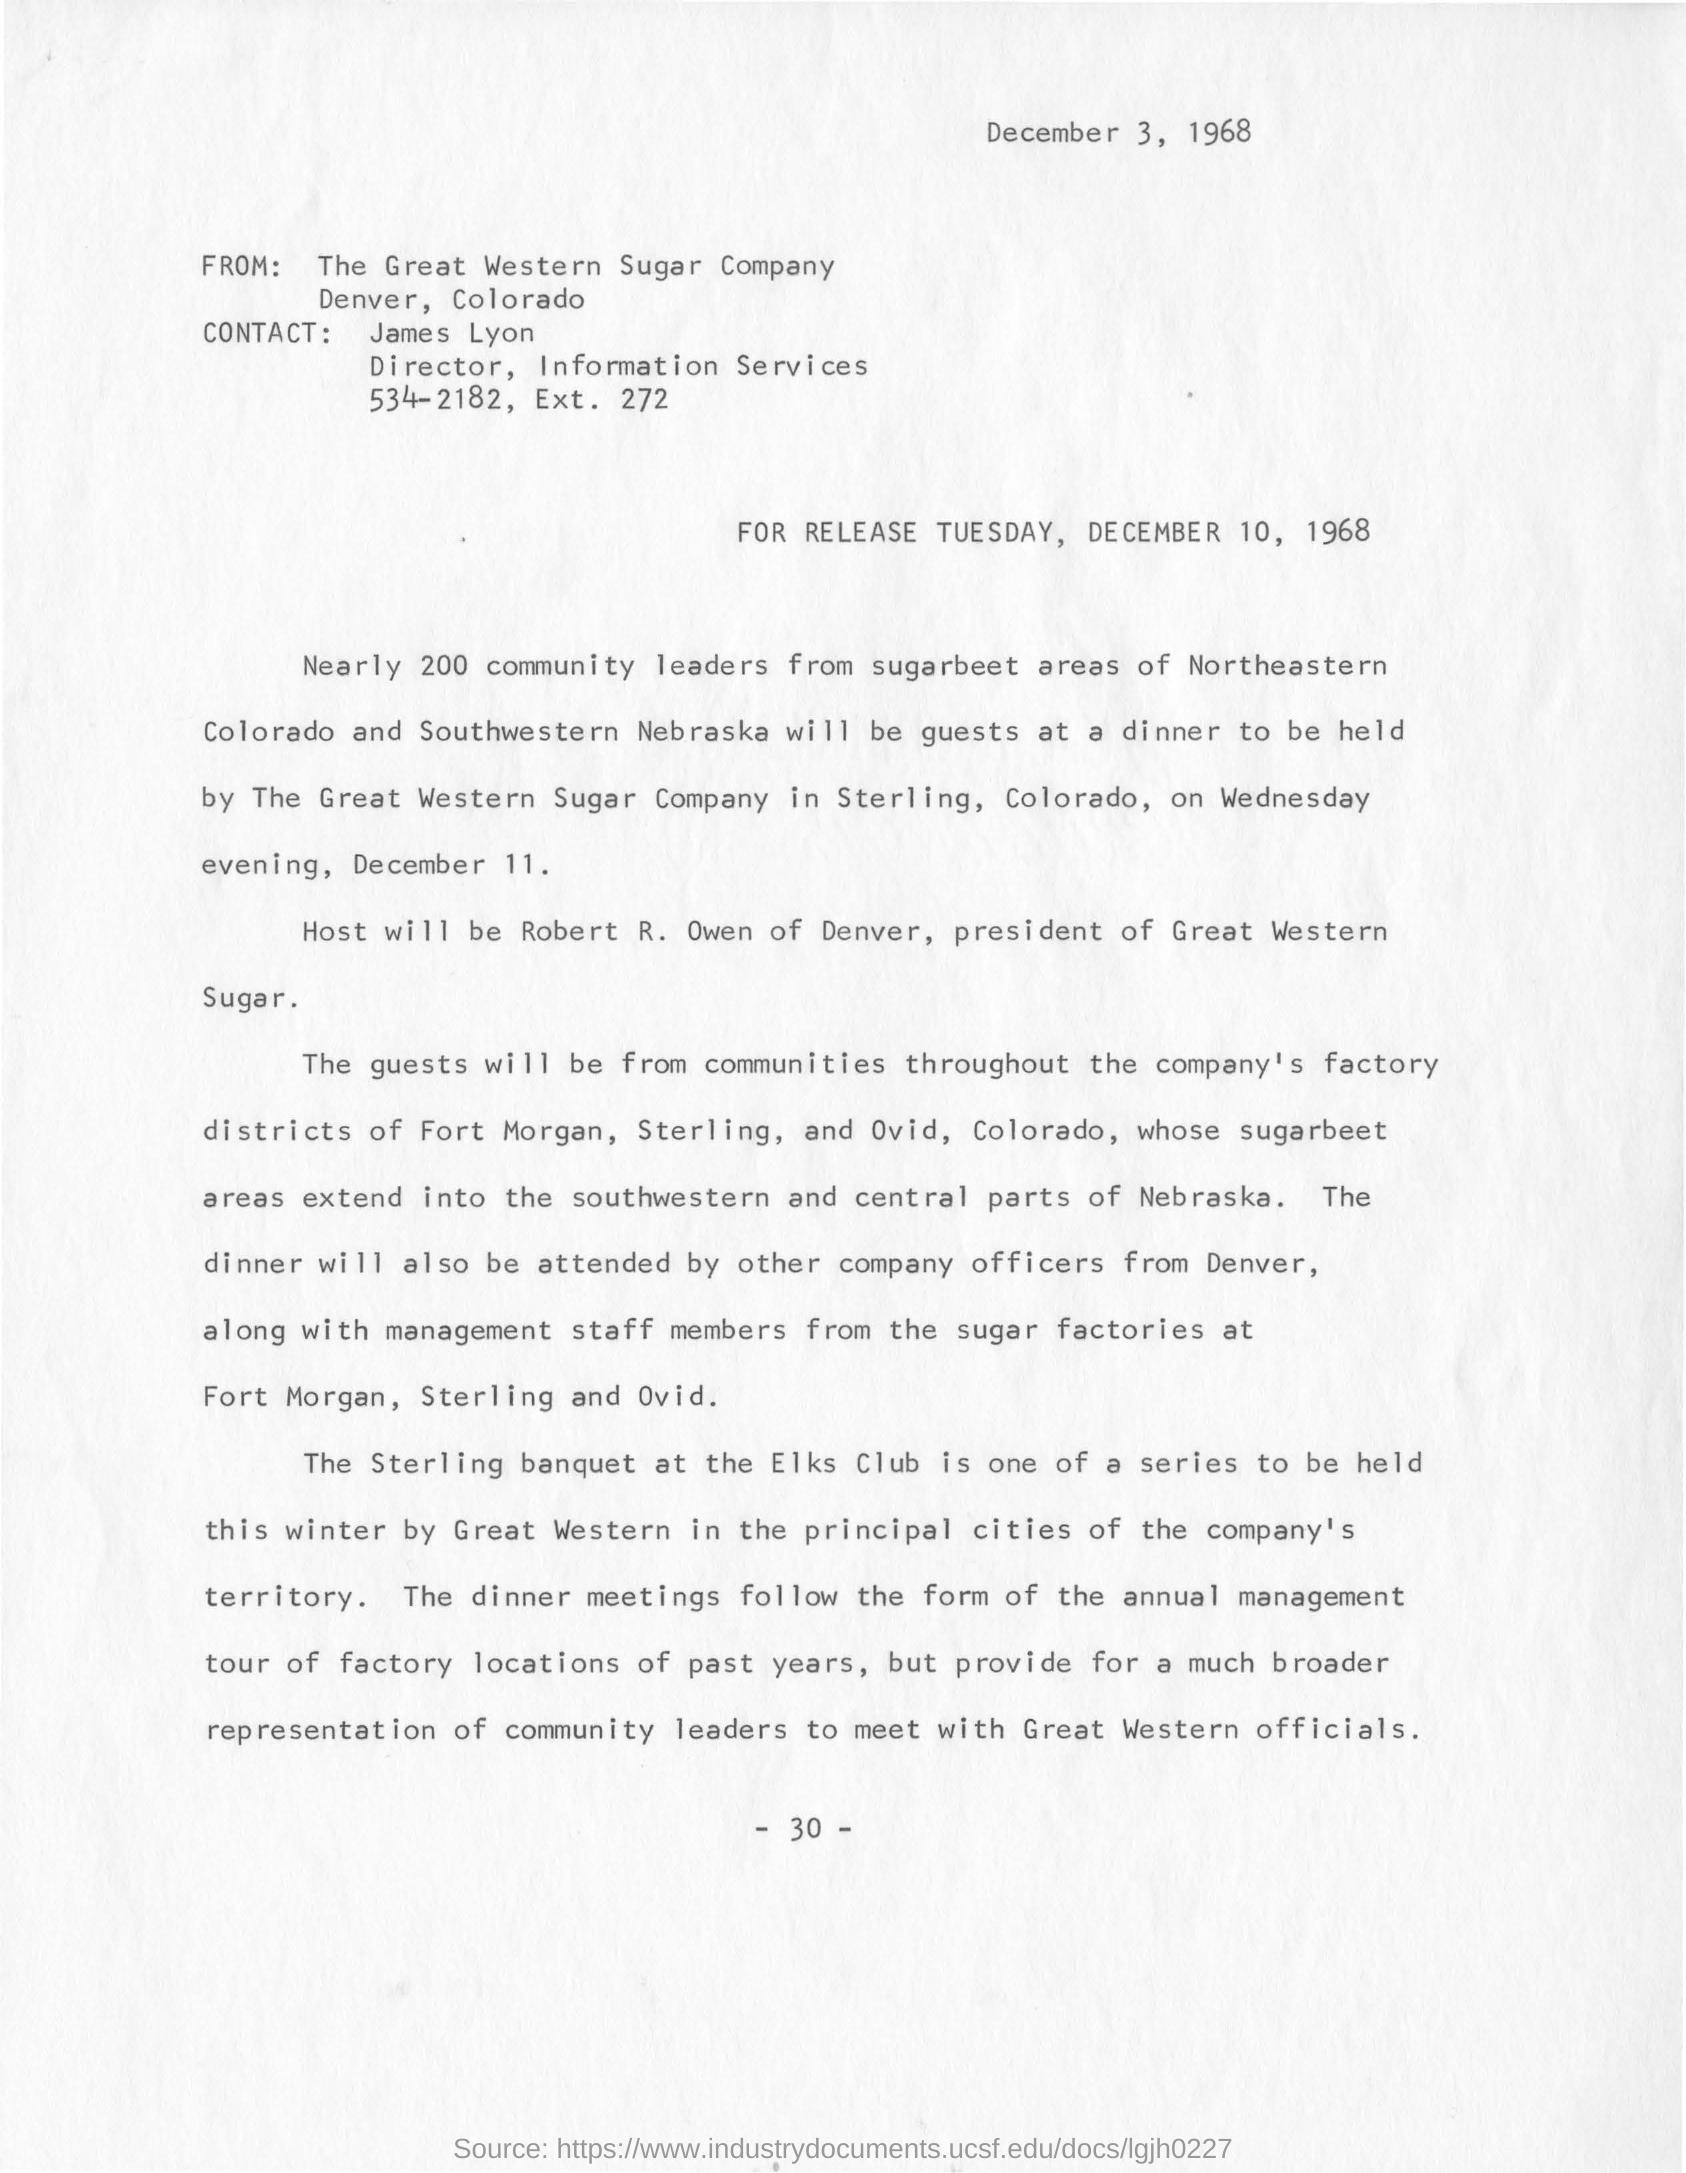 December 3, 1968
FROM: The Great Western Sugar Company
Denver, Colorado
CONTACT: James Lyon
Director, Information Services
534-2182, Ext. 272
FOR RELEASE TUESDAY, DECEMBER 10, 1968
Nearly 200 community leaders from sugarbeet areas of Northeastern
Colorado and Southwestern Nebraska will be guests at a dinner to be held
by The Great Western Sugar Company in Sterling, Colorado, on Wednesday
evening, December 11.
Host will be Robert R. Owen of Denver, president of Great Western
Sugar.
The guests will be from communities throughout the company's factory
districts of Fort Morgan, Sterling, and Ovid, Colorado, whose sugarbeet
areas extend into the southwestern and central parts of Nebraska. The
dinner will also be attended by other company officers from Denver,
along with management staff members from the sugar factories at
Fort Morgan, Sterling and Ovid.
The Sterling banquet at the Elks Club is one of a series to be held
this winter by Great Western in the principal cities of the company's
territory. The dinner meetings follow the form of the annual management
tour of factory locations of past years, but provide for a much broader
representation of community leaders to meet with Great Western officials.
- 30 -
Source: https://www.industrydocuments.ucsf.edu/docs/lgjh0227